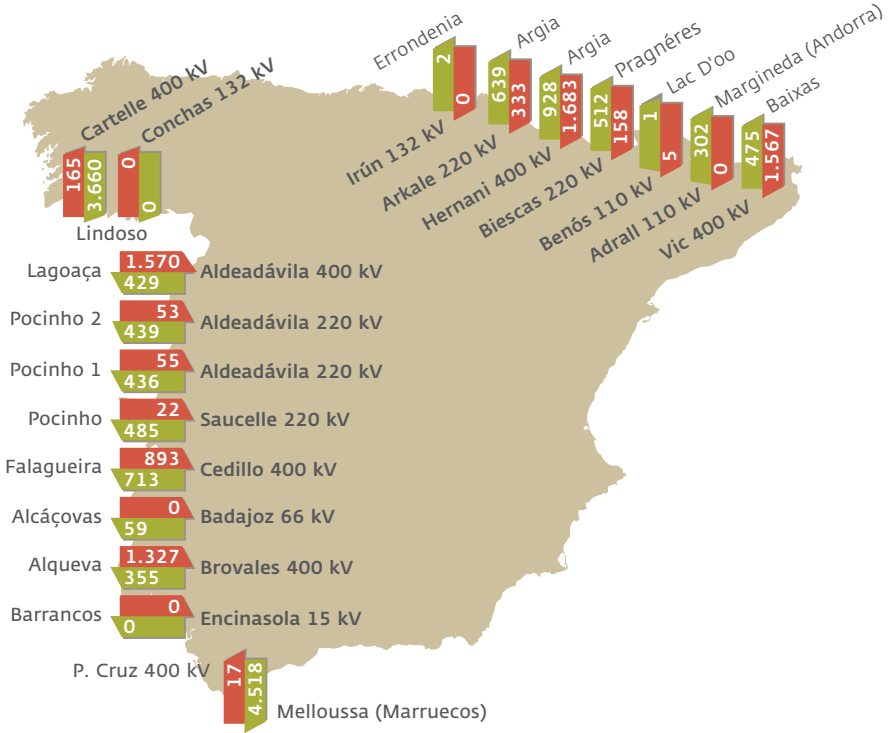 Errondenia
Argia
Argia
Pragnéres
Lac D'oo
Margineda (Andorra)
Baixas
2
0
639
333
928
1.683
512
158
1
5
302
0
475
1.567
Irún 132 kV
Arkale 220 kV
Hernani 400 kV
Biescas 220 kV
Benós 110 kV
Adrall 110 kV
Vic 400 kV
Cartelle 400 kV
Conchas 132 kV
165
3.660
0
0
Lindoso
Lagoaça
1.570
429
Aldeadávila 400 kV
Pocinho 2
53
439
Aldeadávila 220 kV
Pocinho 1
55
436
Aldeadávila 220 kV
Pocinho
22
485
Saucelle 220 kV
Falagueira
893
713
Cedillo 400 kV
Alcáçovas
0
59
Badajoz 66 kV
Alqueva
1.327
355
Brovales 400 kV
Barrancos
0
0
Encinasola 15 kV
P. Cruz 400 kV
17
4.518
Melloussa (Marruecos)